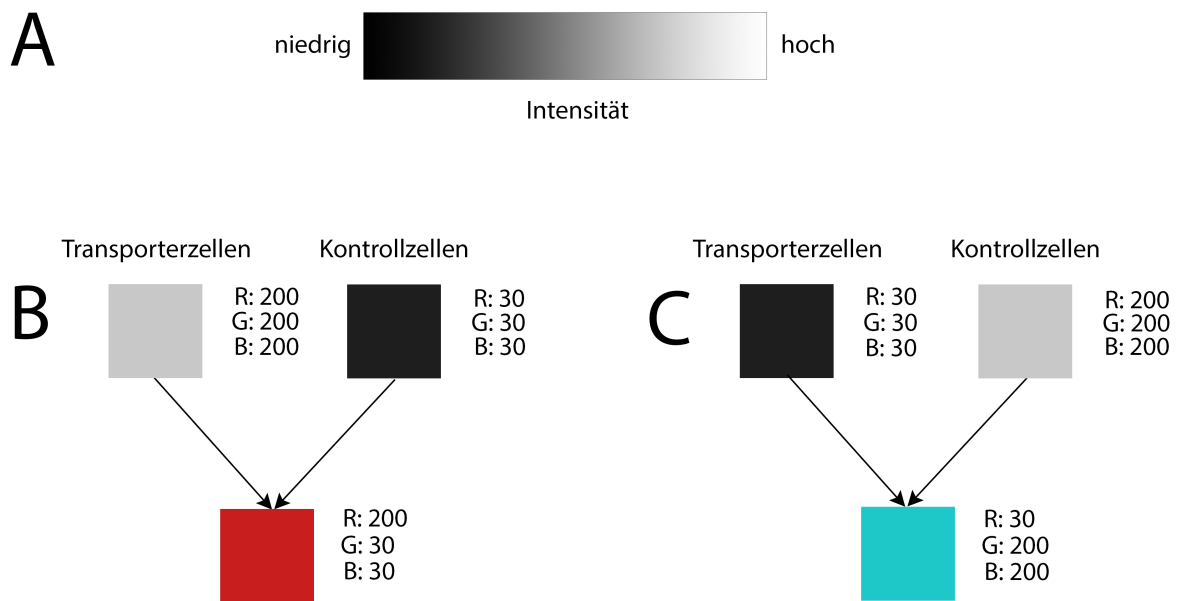 A
niedrig
hoch
Intensität
Transporterzellen
Kontrollzellen
B
R: 200
G: 200
B: 200
R: 30
G: 30
B: 30
R: 200
G: 30
B: 30
Transporterzellen
Kontrollzellen
C
R: 30
G: 30
B: 30
R: 200
G: 200
B: 200
R: 30
G: 200
B: 200